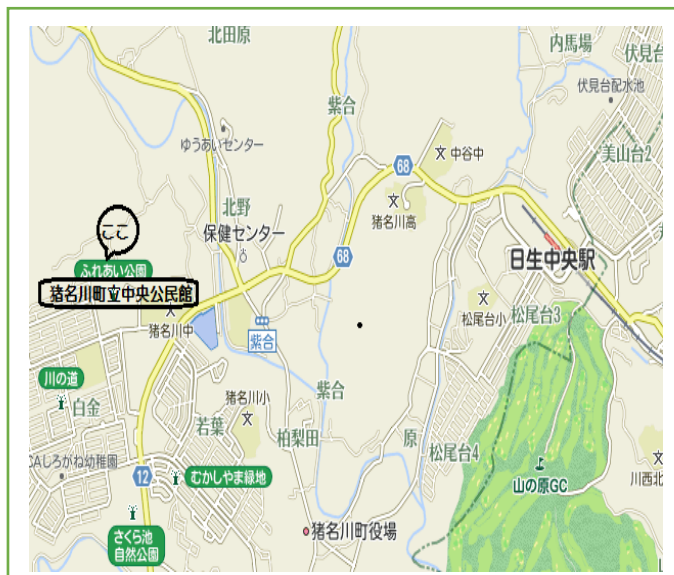 北田原
内馬場
伏見台
伏見台配水池
紫合
ゆうあいセンター
68
中谷中
美山台2
ここ
北野
猪名川高
保健センター
68
日生中央駅
ふれあい公園
猪名川町立中央公民館
猪名川中
紫合
松尾台小
松尾台3
川の道
白金
猪名川小
紫合
若葉
柏梨田
原
松尾台4
CAしろがね幼稚園
12
むかしやま緑地
山の原GC
川西北
さくら池
自然公園
猪名川町役場